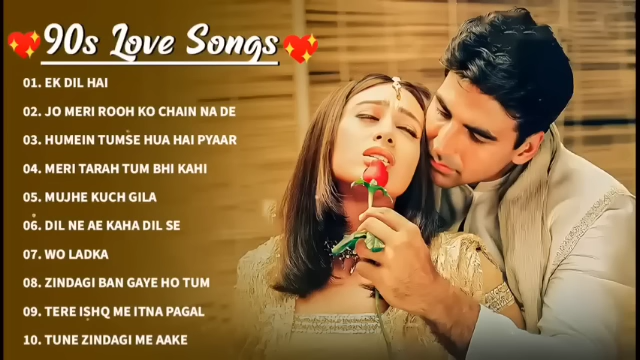 90s Love Songs
01. EK DIL HAI
02. JO MERI ROOH KO CHAIN NA DE
03. HUMEIN TUMSE HUA HAI PYAAR
04. MERI TARAH TUM BHI KAHI
05. MUJHE KUCH GILA
06. DIL NE AE KAHA DIL SE
07. WO LADKA
08. ZINDAGI BAN GAYE HO TUM
09. TERE ISHQ ME ITNA PAGAL
10. TUNE ZINDAGI ME AAKE